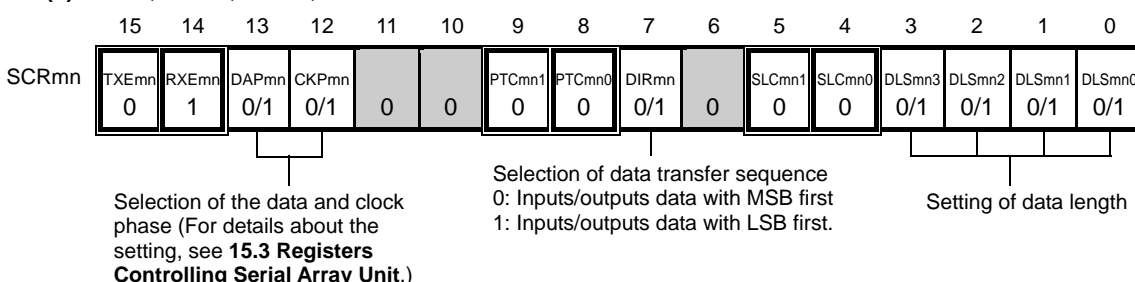 15 14 13 12 11 10 9 8 7 6 5 4 3 2 1 0
SCRmn TXEmn RXEmn DAPmn CKPmn PTCmn1 PTCmn0 DIRmn SLCmn1 SLCmn0 DLSmn3 DLSmn2 DLSmn1 DLSmn0
0 1 0/1 0/1 0 0 0 0 0/1 0 0 0 0/1 0/1 0/1 0/1
Selection of the data and clock
phase (For details about the
setting, see 15.3 Registers
Controlling Serial Array Unit.)
Selection of data transfer sequence
0: Inputs/outputs data with MSB first
1: Inputs/outputs data with LSB first.
Setting of data length